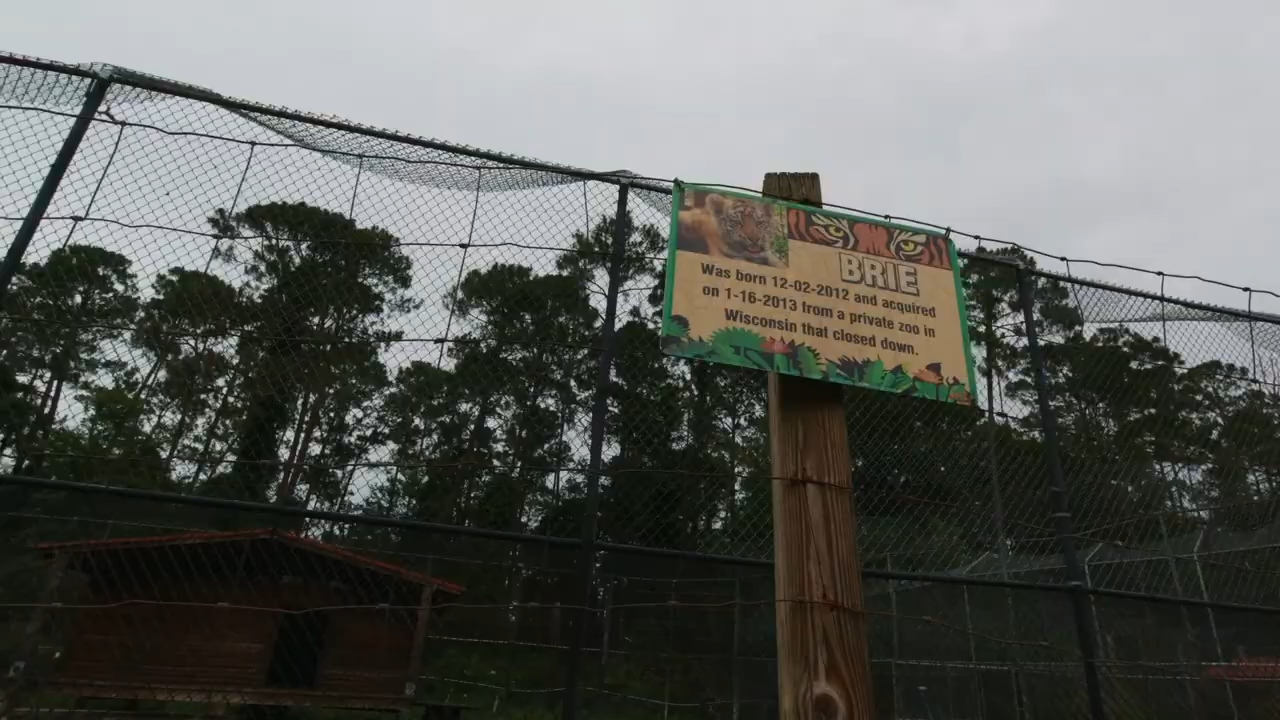 BRIE
Was born 12-02-2012 and acquired
on 1-16-2013 from a private zoo in
Wisconsin that closed down.